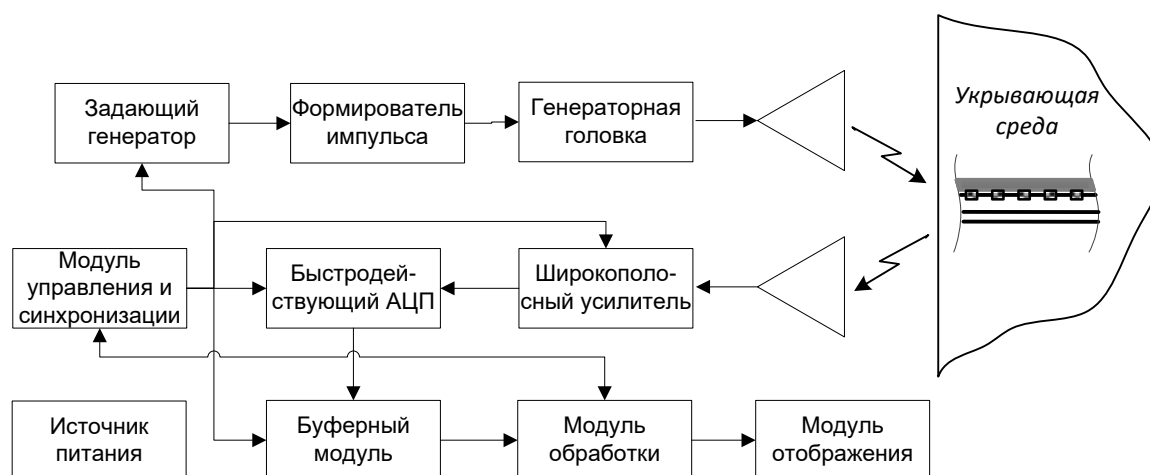 Задающий
генератор
Формирователь
импульса
Генераторная
головка
Укрывающая
среда
Модуль
управления и
синхронизации
Быстродей-
ствующий АЦП
Широкополо-
сный усилитель
Источник
питания
Буферный
модуль
Модуль
обработки
Модуль
отображения